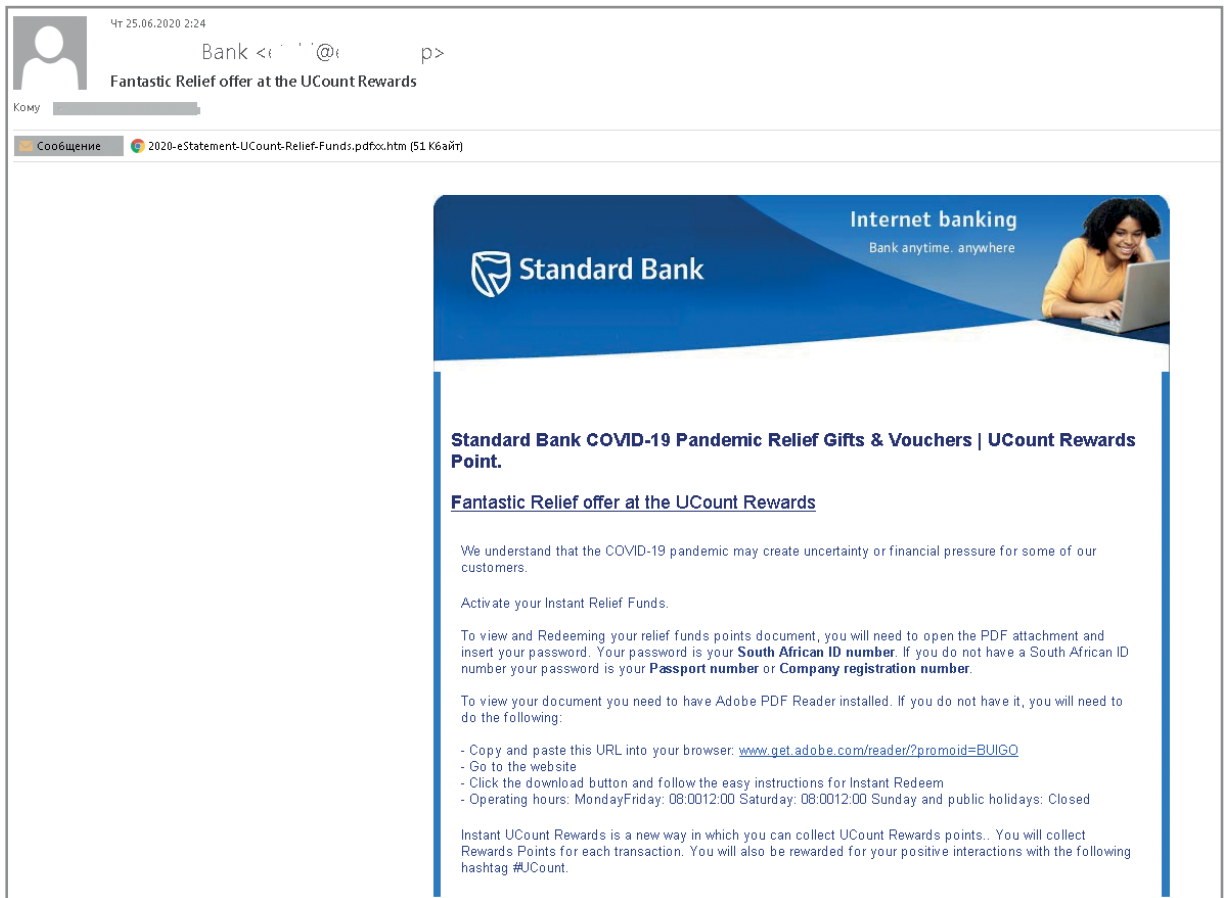 Чт 25.06.2020 2:24
Bank <
Fantastic Relief offer at the UCount Rewards
Кому
Сообщение 2020-eStatement-UCount-Relief-Funds.pdfxx.htm (51 Кбайт)
Internet banking
Bank anytime. anywhere
Standard Bank
Standard Bank COVID-19 Pandemic Relief Gifts & Vouchers | UCount Rewards
Point.
Fantastic Relief offer at the UCount Rewards
We understand that the COVID-19 pandemic may create uncertainty or financial pressure for some of our
customers.
Activate your Instant Relief Funds.
To view and Redeeming your relief funds points document, you will need to open the PDF attachment and
insert your password. Your password is your South African ID number. If you do not have a South African ID
number your password is your Passport number or Company registration number.
To view your document you need to have Adobe PDF Reader installed. If you do not have it, you will need to
do the following:
- Copy and paste this URL into your browser: www.get.adobe.com/reader/?promoid=BUIGO
- Go to the website
- Click the download button and follow the easy instructions for Instant Redeem
- Operating hours: MondayFriday: 08:0012:00 Saturday: 08:0012:00 Sunday and public holidays: Closed
Instant UCount Rewards is a new way in which you can collect UCount Rewards points.. You will collect
Rewards Points for each transaction. You will also be rewarded for your positive interactions with the following
hashtag #UCount.